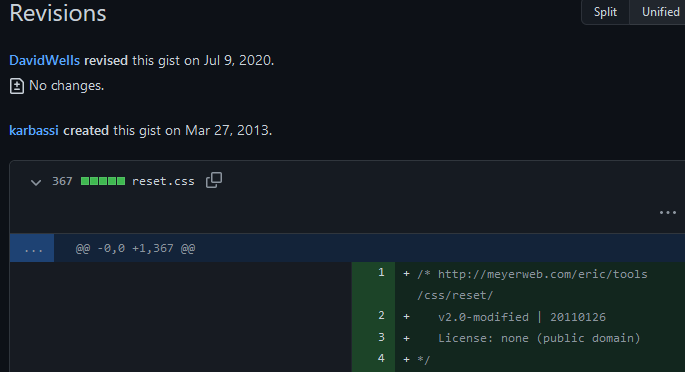 Revisions
Split Unified
DavidWells revised this gist on Jul 9, 2020.
No changes.
karbassi created this gist on Mar 27, 2013.
367 reset.css
...
... @@ -0,0 +1,367 @@
1 + /* http://meyerweb.com/eric/tools
/css/reset/
2 + v2.0-modified | 20110126
3 + License: none (public domain)
4 + */